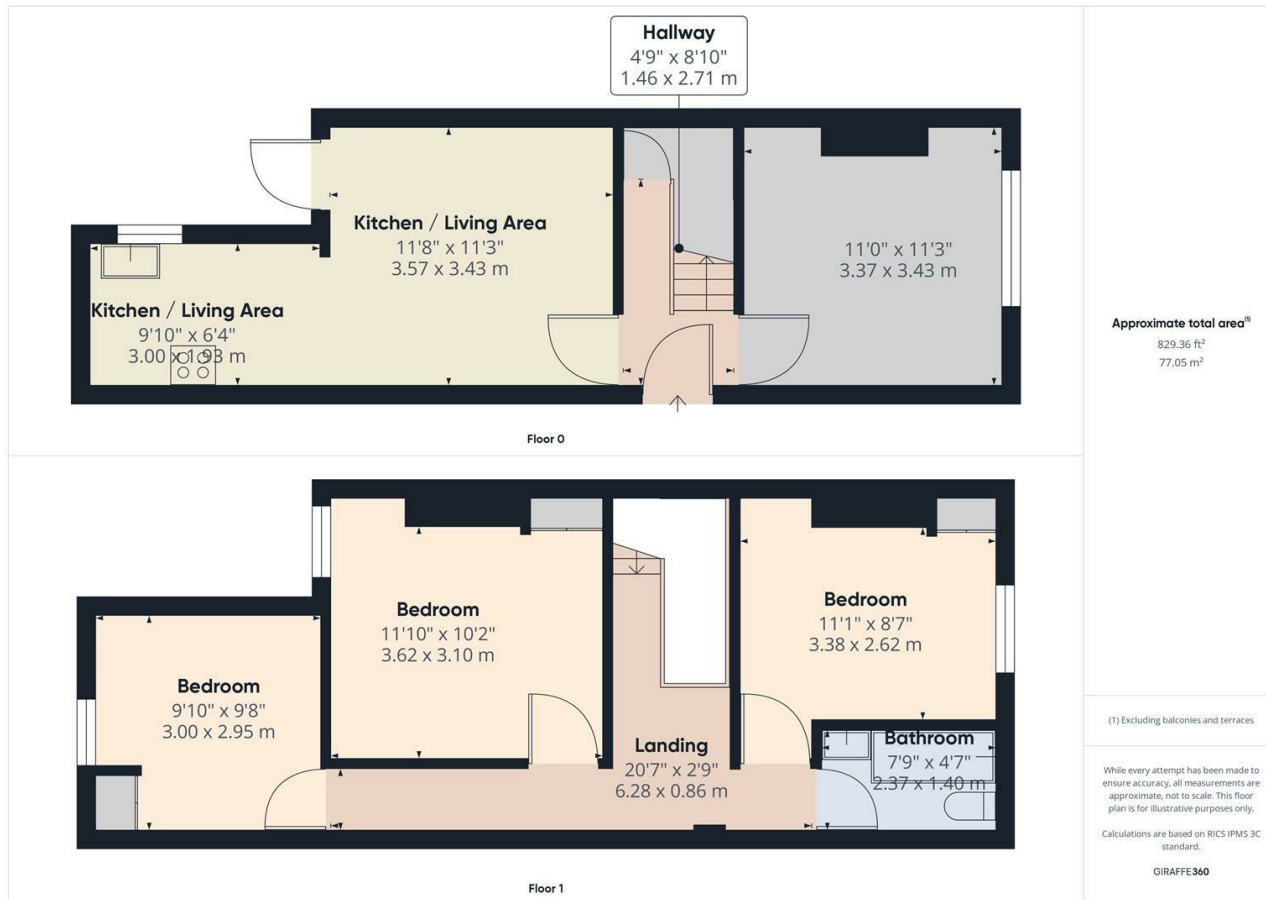 Hallway
4'9" x 8'10"
1.46 x 2.71 m
Kitchen / Living Area
11'8" x 11'3"
3.57 x 3.43 m
11'0" x 11'3"
3.37 x 3.43 m
Kitchen / Living Area
9'10" x 6'4"
3.00 x 1.93 m
Floor 0
Approximate total area(1)
829.36 ft²
77.05 m²
Bedroom
11'10" x 10'2"
3.62 x 3.10 m
Bedroom
11'1" x 8'7"
3.38 x 2.62 m
Bedroom
9'10" x 9'8"
3.00 x 2.95 m
Landing
20'7" x 2'9"
6.28 x 0.86 m
Bathroom
7'9" x 4'7"
2.37 x 1.40 m
Floor 1
(1) Excluding balconies and terraces
While every attempt has been made to
ensure accuracy, all measurements are
approximate, not to scale. This floor
plan is for illustrative purposes only.
Calculations are based on RICS IPMS 3C
standard.
GIRAFFE360